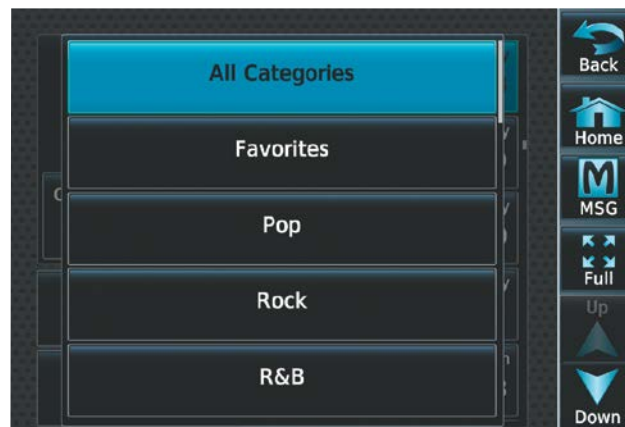 All Categories
Favorites
Pop
Rock
R&B
Back
Home
MSG
Full
Up
Down